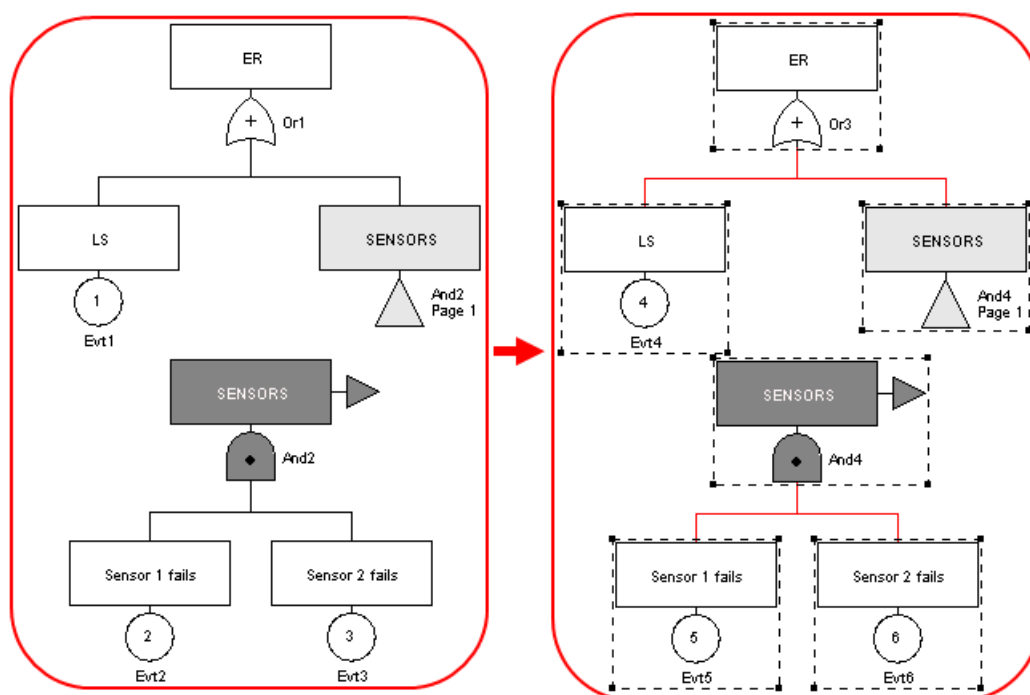 ER
+
Or1
LS
SENSORS
1
And2
Page 1
Evt1
SENSORS
And2
Sensor 1 fails
Sensor 2 fails
2
3
Evt2
Evt3
ER
+
Or3
LS
SENSORS
4
And4
Page 1
Evt4
SENSORS
And4
Sensor 1 fails
Sensor 2 fails
5
6
Evt5
Evt6